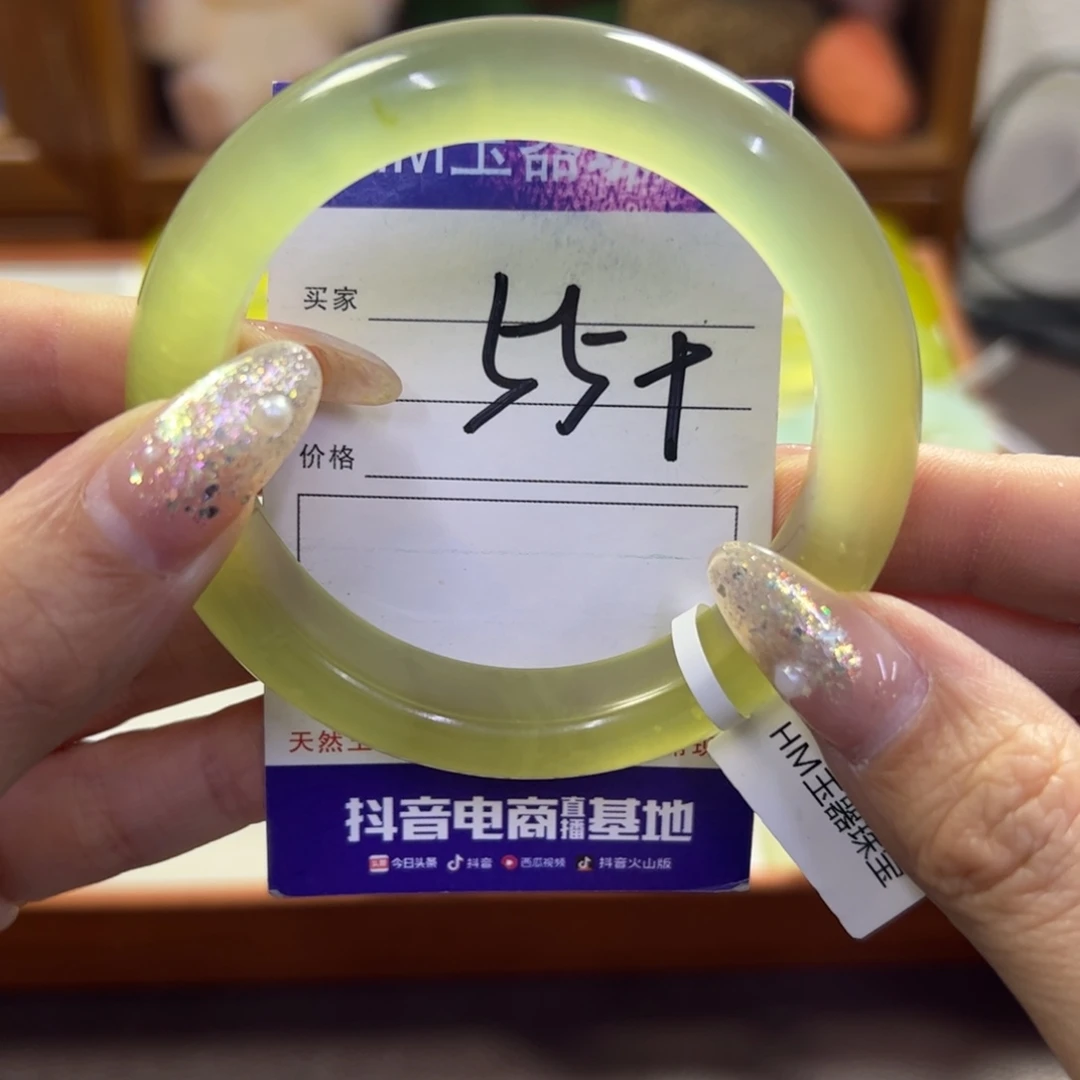 HM玉器
买家
55+
价格
天然
抖音电商直播基地
今日头条 抖音 西瓜视频 抖音火山版
HM玉器珠宝